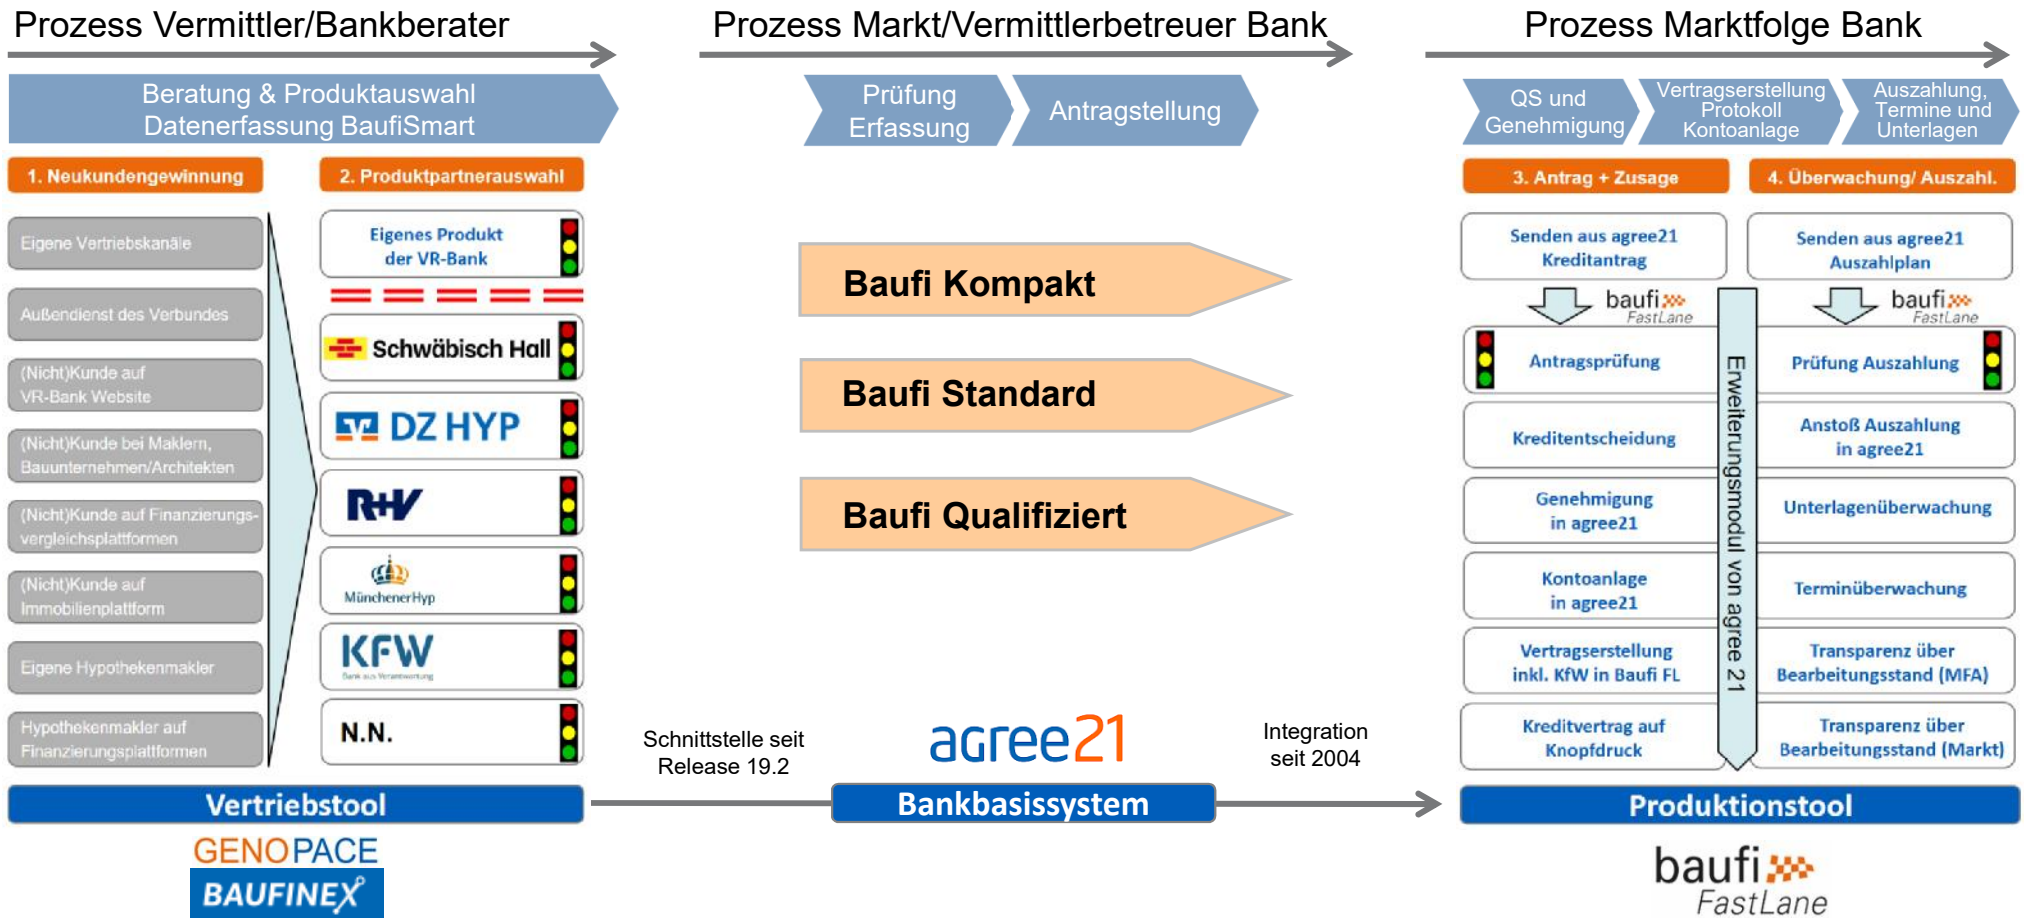 Prozess Vermittler/Bankberater
Beratung & Produktauswahl
Datenerfassung BaufiSmart
1. Neukundengewinnung
Eigene Vertriebskanäle
Außendienst des Verbundes
(Nicht)Kunde auf
VR-Bank Website
(Nicht)Kunde bei Maklern,
Bauunternehmen/Architekten
(Nicht)Kunde auf Finanzierungs-
vergleichsplattformen
(Nicht)Kunde auf
Immobilienplattform
Eigene Hypothekenmakler
Hypothekenmakler auf
Finanzierungsplattformen
2. Produktpartnerauswahl
Eigenes Produkt
der VR-Bank
Schwäbisch Hall
DZ HYP
R+V
MünchenerHyp
KFW
Bank aus Verantwortung
N.N.
Vertriebstool
GENOPACE
BAUFINEX
Schnittstelle seit
Release 19.2
Prozess Markt/Vermittlerbetreuer Bank
Prüfung
Erfassung
Antragstellung
Baufi Kompakt
Baufi Standard
Baufi Qualifiziert
agree21
Bankbasissystem
Integration
seit 2004
Prozess Marktfolge Bank
QS und
Genehmigung
Vertragserstellung
Protokoll
Kontoanlage
Auszahlung,
Termine und
Unterlagen
3. Antrag + Zusage
Senden aus agree21
Kreditantrag
baufi
FastLane
Antragsprüfung
Kreditentscheidung
Genehmigung
in agree21
Kontoanlage
in agree21
Vertragserstellung
inkl. KfW in Baufi FL
Kreditvertrag auf
Knopfdruck
Erweiterungsmodul von agree 21
4. Überwachung/ Auszahl.
Senden aus agree21
Auszahlplan
baufi
FastLane
Prüfung Auszahlung
Anstoß Auszahlung
in agree21
Unterlagenüberwachung
Terminüberwachung
Transparenz über
Bearbeitungsstand (MFA)
Transparenz über
Bearbeitungsstand (Markt)
Produktionstool
baufi
FastLane